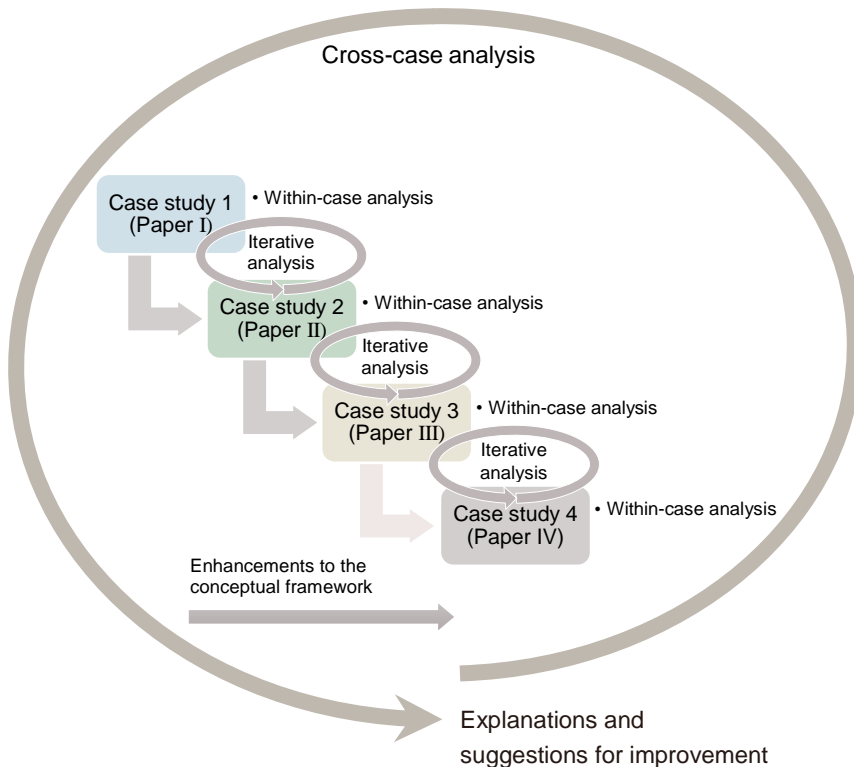 Cross-case analysis
Case study 1
(Paper I)
• Within-case analysis
Iterative
analysis
Case study 2
(Paper II)
• Within-case analysis
Iterative
analysis
Case study 3
(Paper III)
• Within-case analysis
Iterative
analysis
Case study 4
(Paper IV)
• Within-case analysis
Enhancements to the
conceptual framework
Explanations and
suggestions for improvement